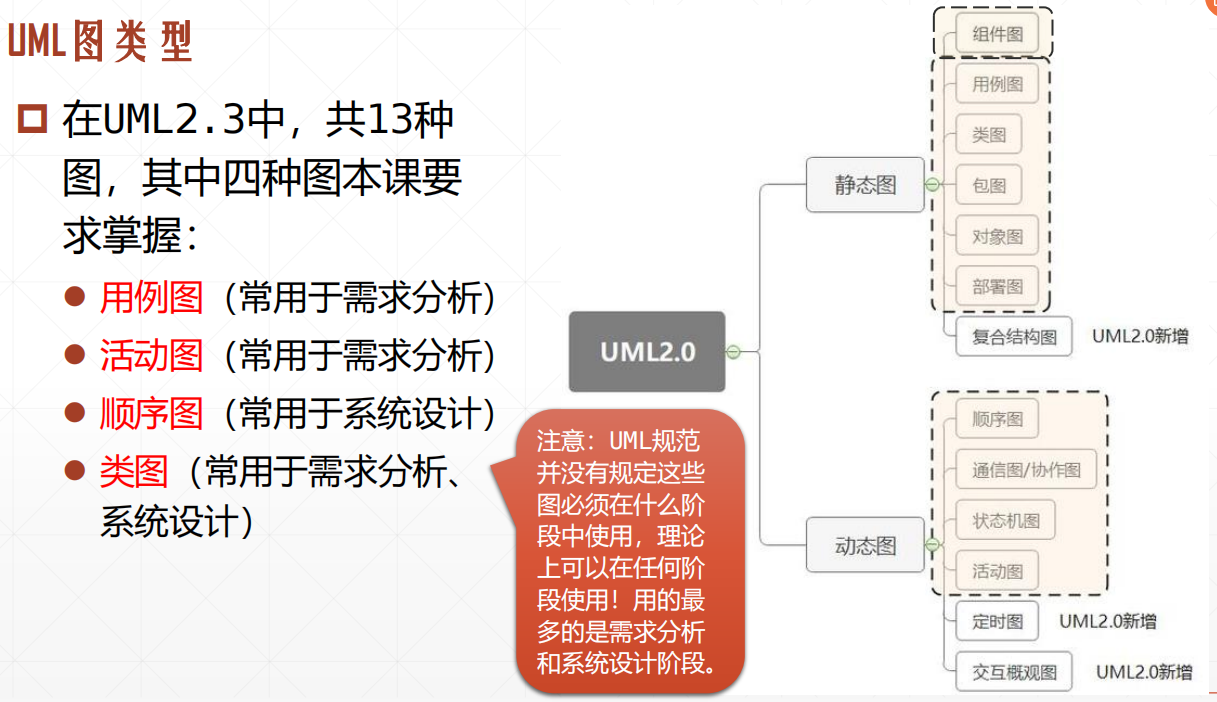 UML图类型
在UML2.3中，共13种
图，其中四种图本课要
求掌握：
用例图（常用于需求分析）
活动图（常用于需求分析）
顺序图（常用于系统设计）
类图（常用于需求分析、
系统设计）
注意：UML规范
并没有规定这些
图必须在什么阶
段中使用，理论
上可以在任何阶
段使用！用的最
多的是需求分析
和系统设计阶段。
UML2.0
静态图
组件图
用例图
类图
包图
对象图
部署图
复合结构图 UML2.0新增
动态图
顺序图
通信图/协作图
状态机图
活动图
定时图 UML2.0新增
交互概观图 UML2.0新增